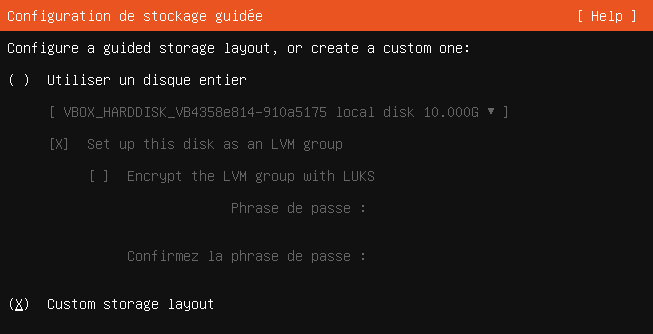 Configuration de stockage guidée [ Help ]
Configure a guided storage layout, or create a custom one:
( ) Utiliser un disque entier
[ VBOX_HARDDISK_VB4358e814-910a5175 local disk 10.000G ▾ ]
[X] Set up this disk as an LVM group
[ ] Encrypt the LVM group with LUKS
Phrase de passe :
Confirmez la phrase de passe :
(X) Custom storage layout